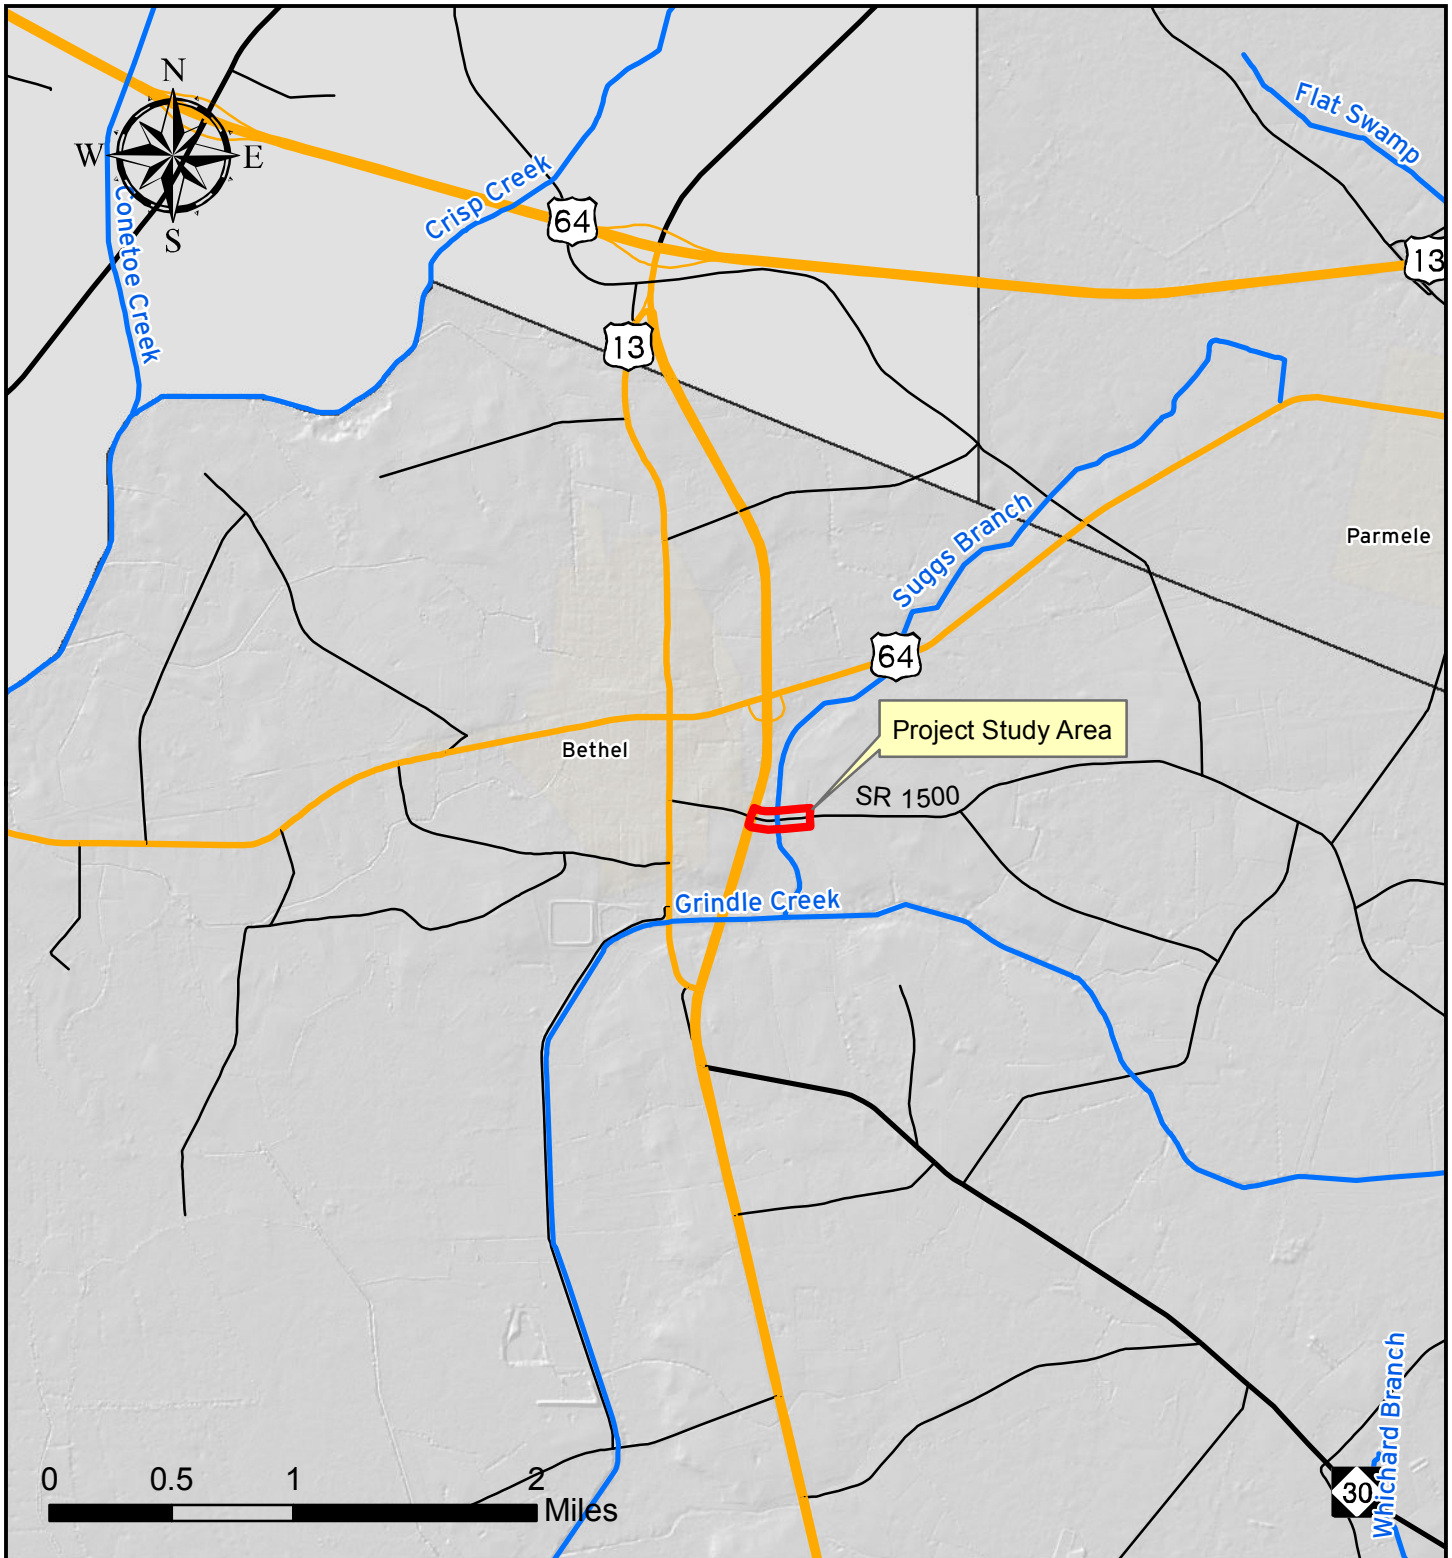 N
W
E
S
Conetoe Creek
Crisp Creek
64
Flat Swamp
13
13
Suggs Branch
Parmele
64
Project Study Area
Bethel
SR 1500
Grindle Creek
Whichard Branch
30
0 0.5 1 2
Miles